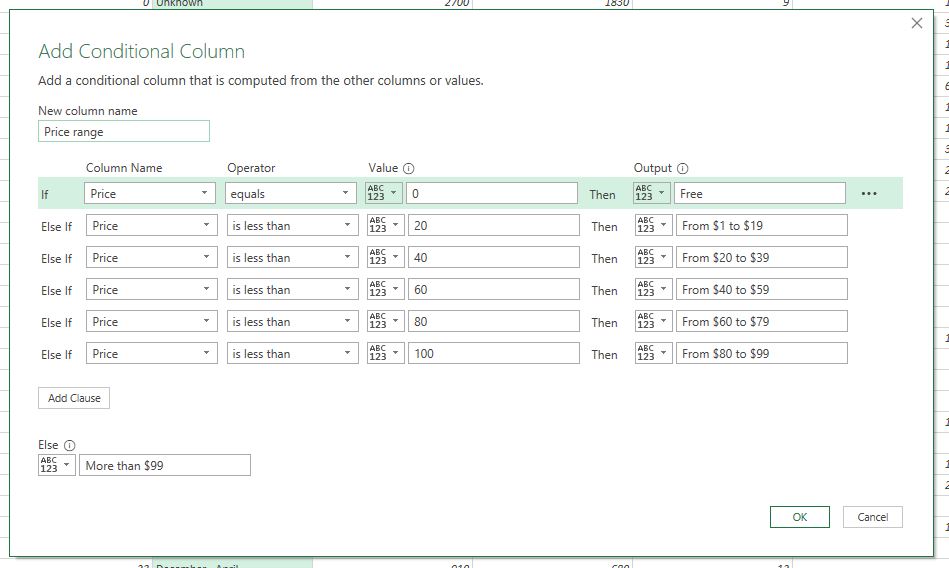 0 Unknown 2700 1830 9
Add Conditional Column
Add a conditional column that is computed from the other columns or values.
New column name
Price range
Column Name Operator Value Output
If Price equals ABC 123 0 Then ABC 123 Free ...
Else If Price is less than ABC 123 20 Then ABC 123 From $1 to $19
Else If Price is less than ABC 123 40 Then ABC 123 From $20 to $39
Else If Price is less than ABC 123 60 Then ABC 123 From $40 to $59
Else If Price is less than ABC 123 80 Then ABC 123 From $60 to $79
Else If Price is less than ABC 123 100 Then ABC 123 From $80 to $99
Add Clause
Else
ABC 123 More than $99
OK Cancel